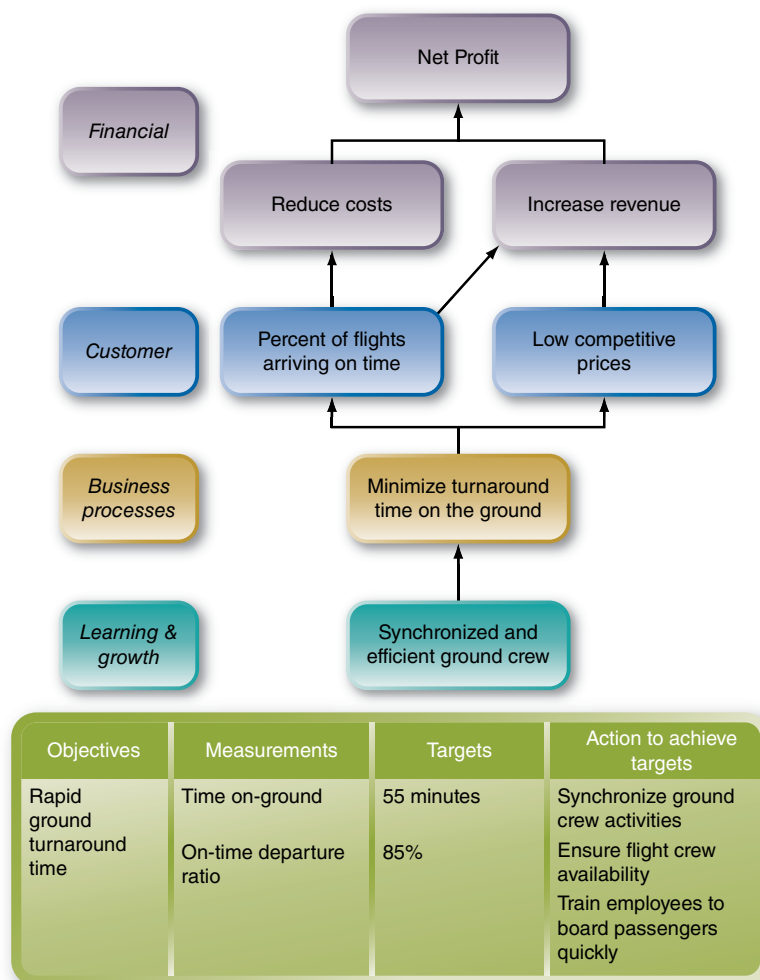 Net Profit
Financial
Reduce costs
Increase revenue
Customer
Percent of flights
arriving on time
Low competitive
prices
Business
processes
Minimize turnaround
time on the ground
Learning &
growth
Synchronized and
efficient ground crew
Objectives
Measurements
Targets
Action to achieve
targets
Rapid
ground
turnaround
time
Time on-ground
On-time departure
ratio
55 minutes
85%
Synchronize ground
crew activities
Ensure flight crew
availability
Train employees to
board passengers
quickly